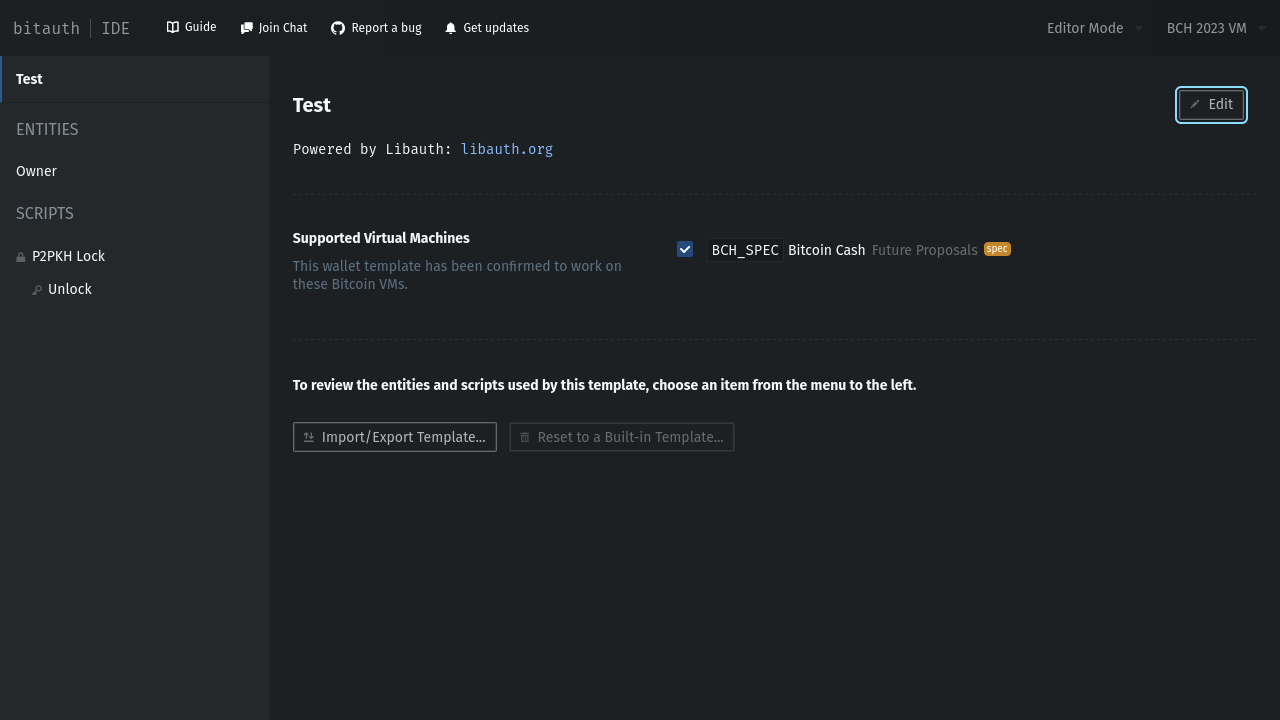 bitauth IDE
Guide
Join Chat
Report a bug
Get updates
Editor Mode
BCH 2023 VM
Test
ENTITIES
Owner
SCRIPTS
P2PKH Lock
Unlock
Test
Edit
Powered by Libauth: libauth.org
Supported Virtual Machines
This wallet template has been confirmed to work on
these Bitcoin VMs.
BCH_SPEC Bitcoin Cash Future Proposals spec
To review the entities and scripts used by this template, choose an item from the menu to the left.
Import/Export Template...
Reset to a Built-in Template...